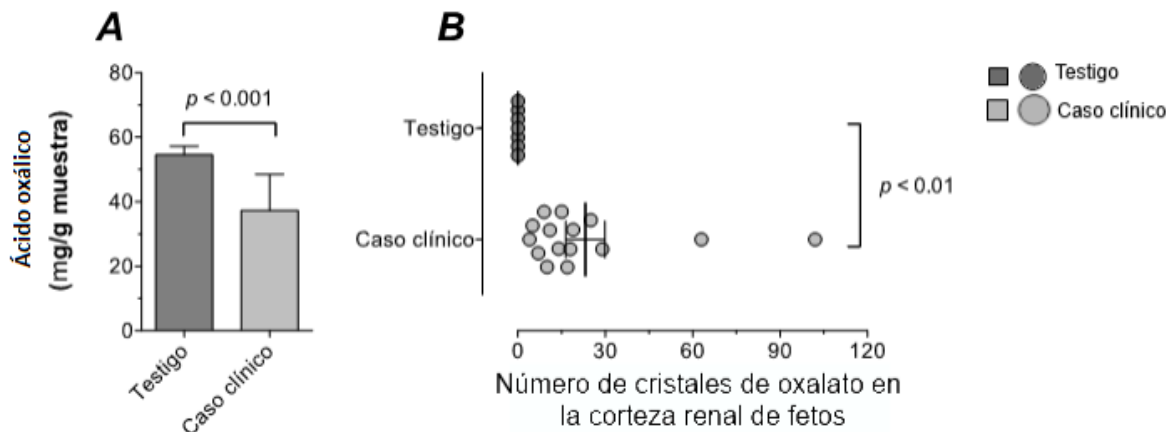 A
80
60
40
20
0
Ácido oxálico
(mg/g muestra)
p < 0.001
Testigo
Caso clínico
B
Testigo
Caso clínico
p < 0.01
0 30 60 90 120
Número de cristales de oxalato en
la corteza renal de fetos
Testigo
Caso clínico